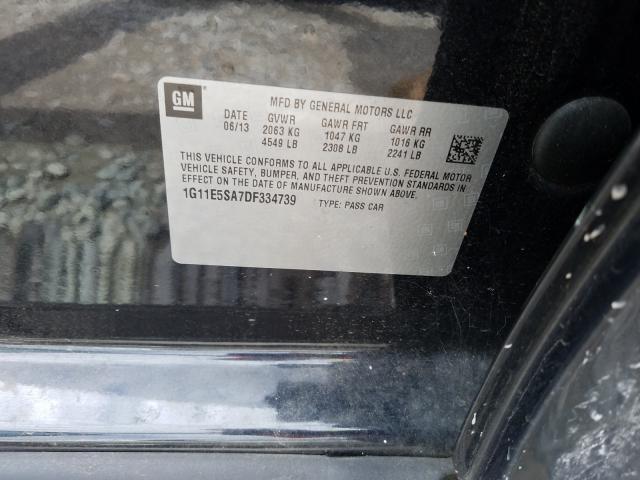 GM
MFD BY GENERAL MOTORS LLC
DATE GVWR GAWR FRT GAWR RR
06/13 2063 KG 1047 KG 1016 KG
4549 LB 2308 LB 2241 LB
THIS VEHICLE CONFORMS TO ALL APPLICABLE U.S. FEDERAL MOTOR
VEHICLE SAFETY, BUMPER, AND THEFT PREVENTION STANDARDS IN
EFFECT ON THE DATE OF MANUFACTURE SHOWN ABOVE.
1G11E5SA7DF334739 TYPE: PASS CAR